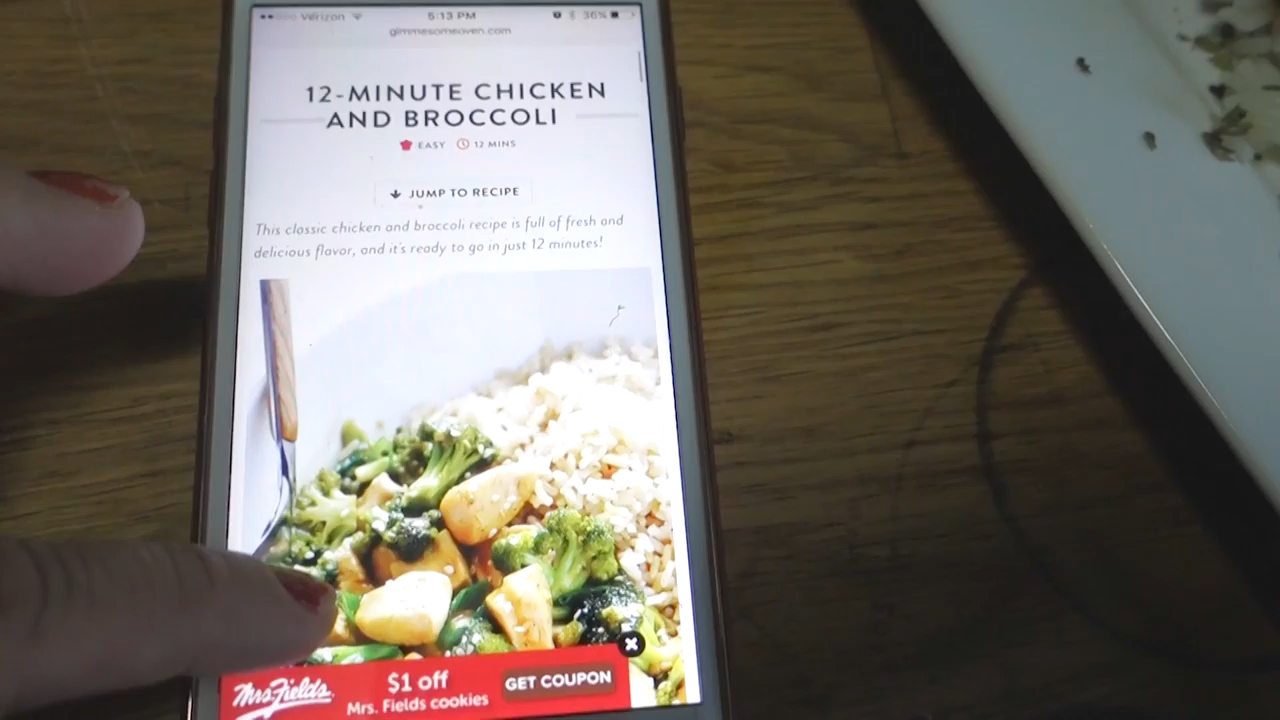 Verizon 5:13 PM 36%
gimmesomeoven.com
12-MINUTE CHICKEN
AND BROCCOLI
EASY 12 MINS
JUMP TO RECIPE
This classic chicken and broccoli recipe is full of fresh and
delicious flavor, and it's ready to go in just 12 minutes!
Mrs. Fields
$1 off
Mrs. Fields cookies
GET COUPON